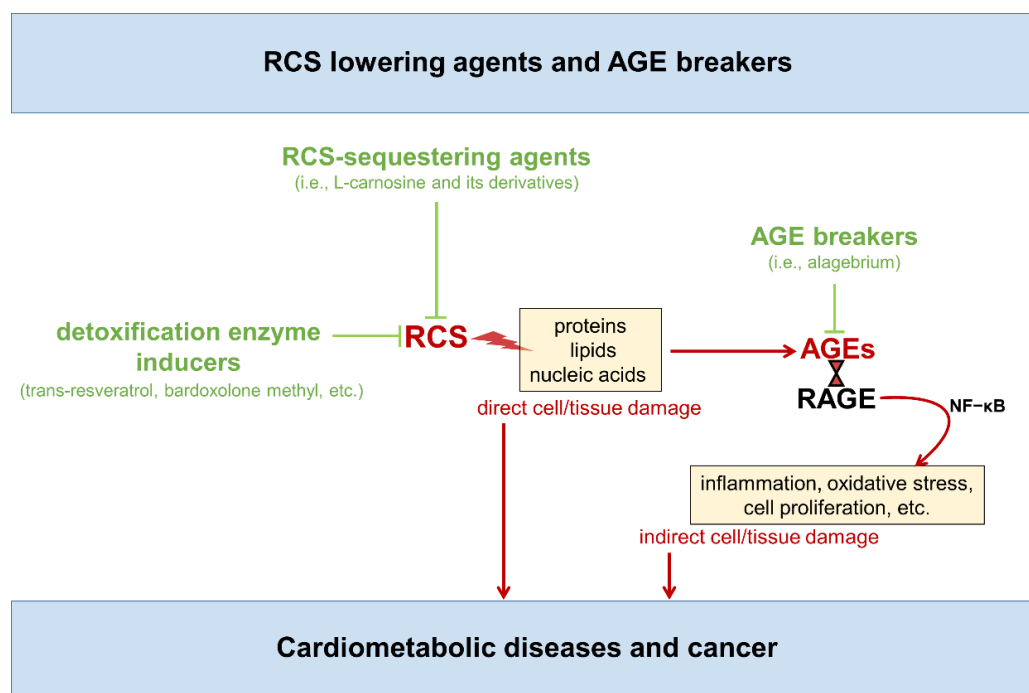 RCS lowering agents and AGE breakers
RCS-sequestering agents
(i.e., L-carnosine and its derivatives)
AGE breakers
(i.e., alagebrium)
detoxification enzyme
inducers
(trans-resveratrol, bardoxolone methyl, etc.)
RCS
proteins
lipids
nucleic acids
direct cell/tissue damage
AGEs
RAGE
NF-κB
inflammation, oxidative stress,
cell proliferation, etc.
indirect cell/tissue damage
Cardiometabolic diseases and cancer